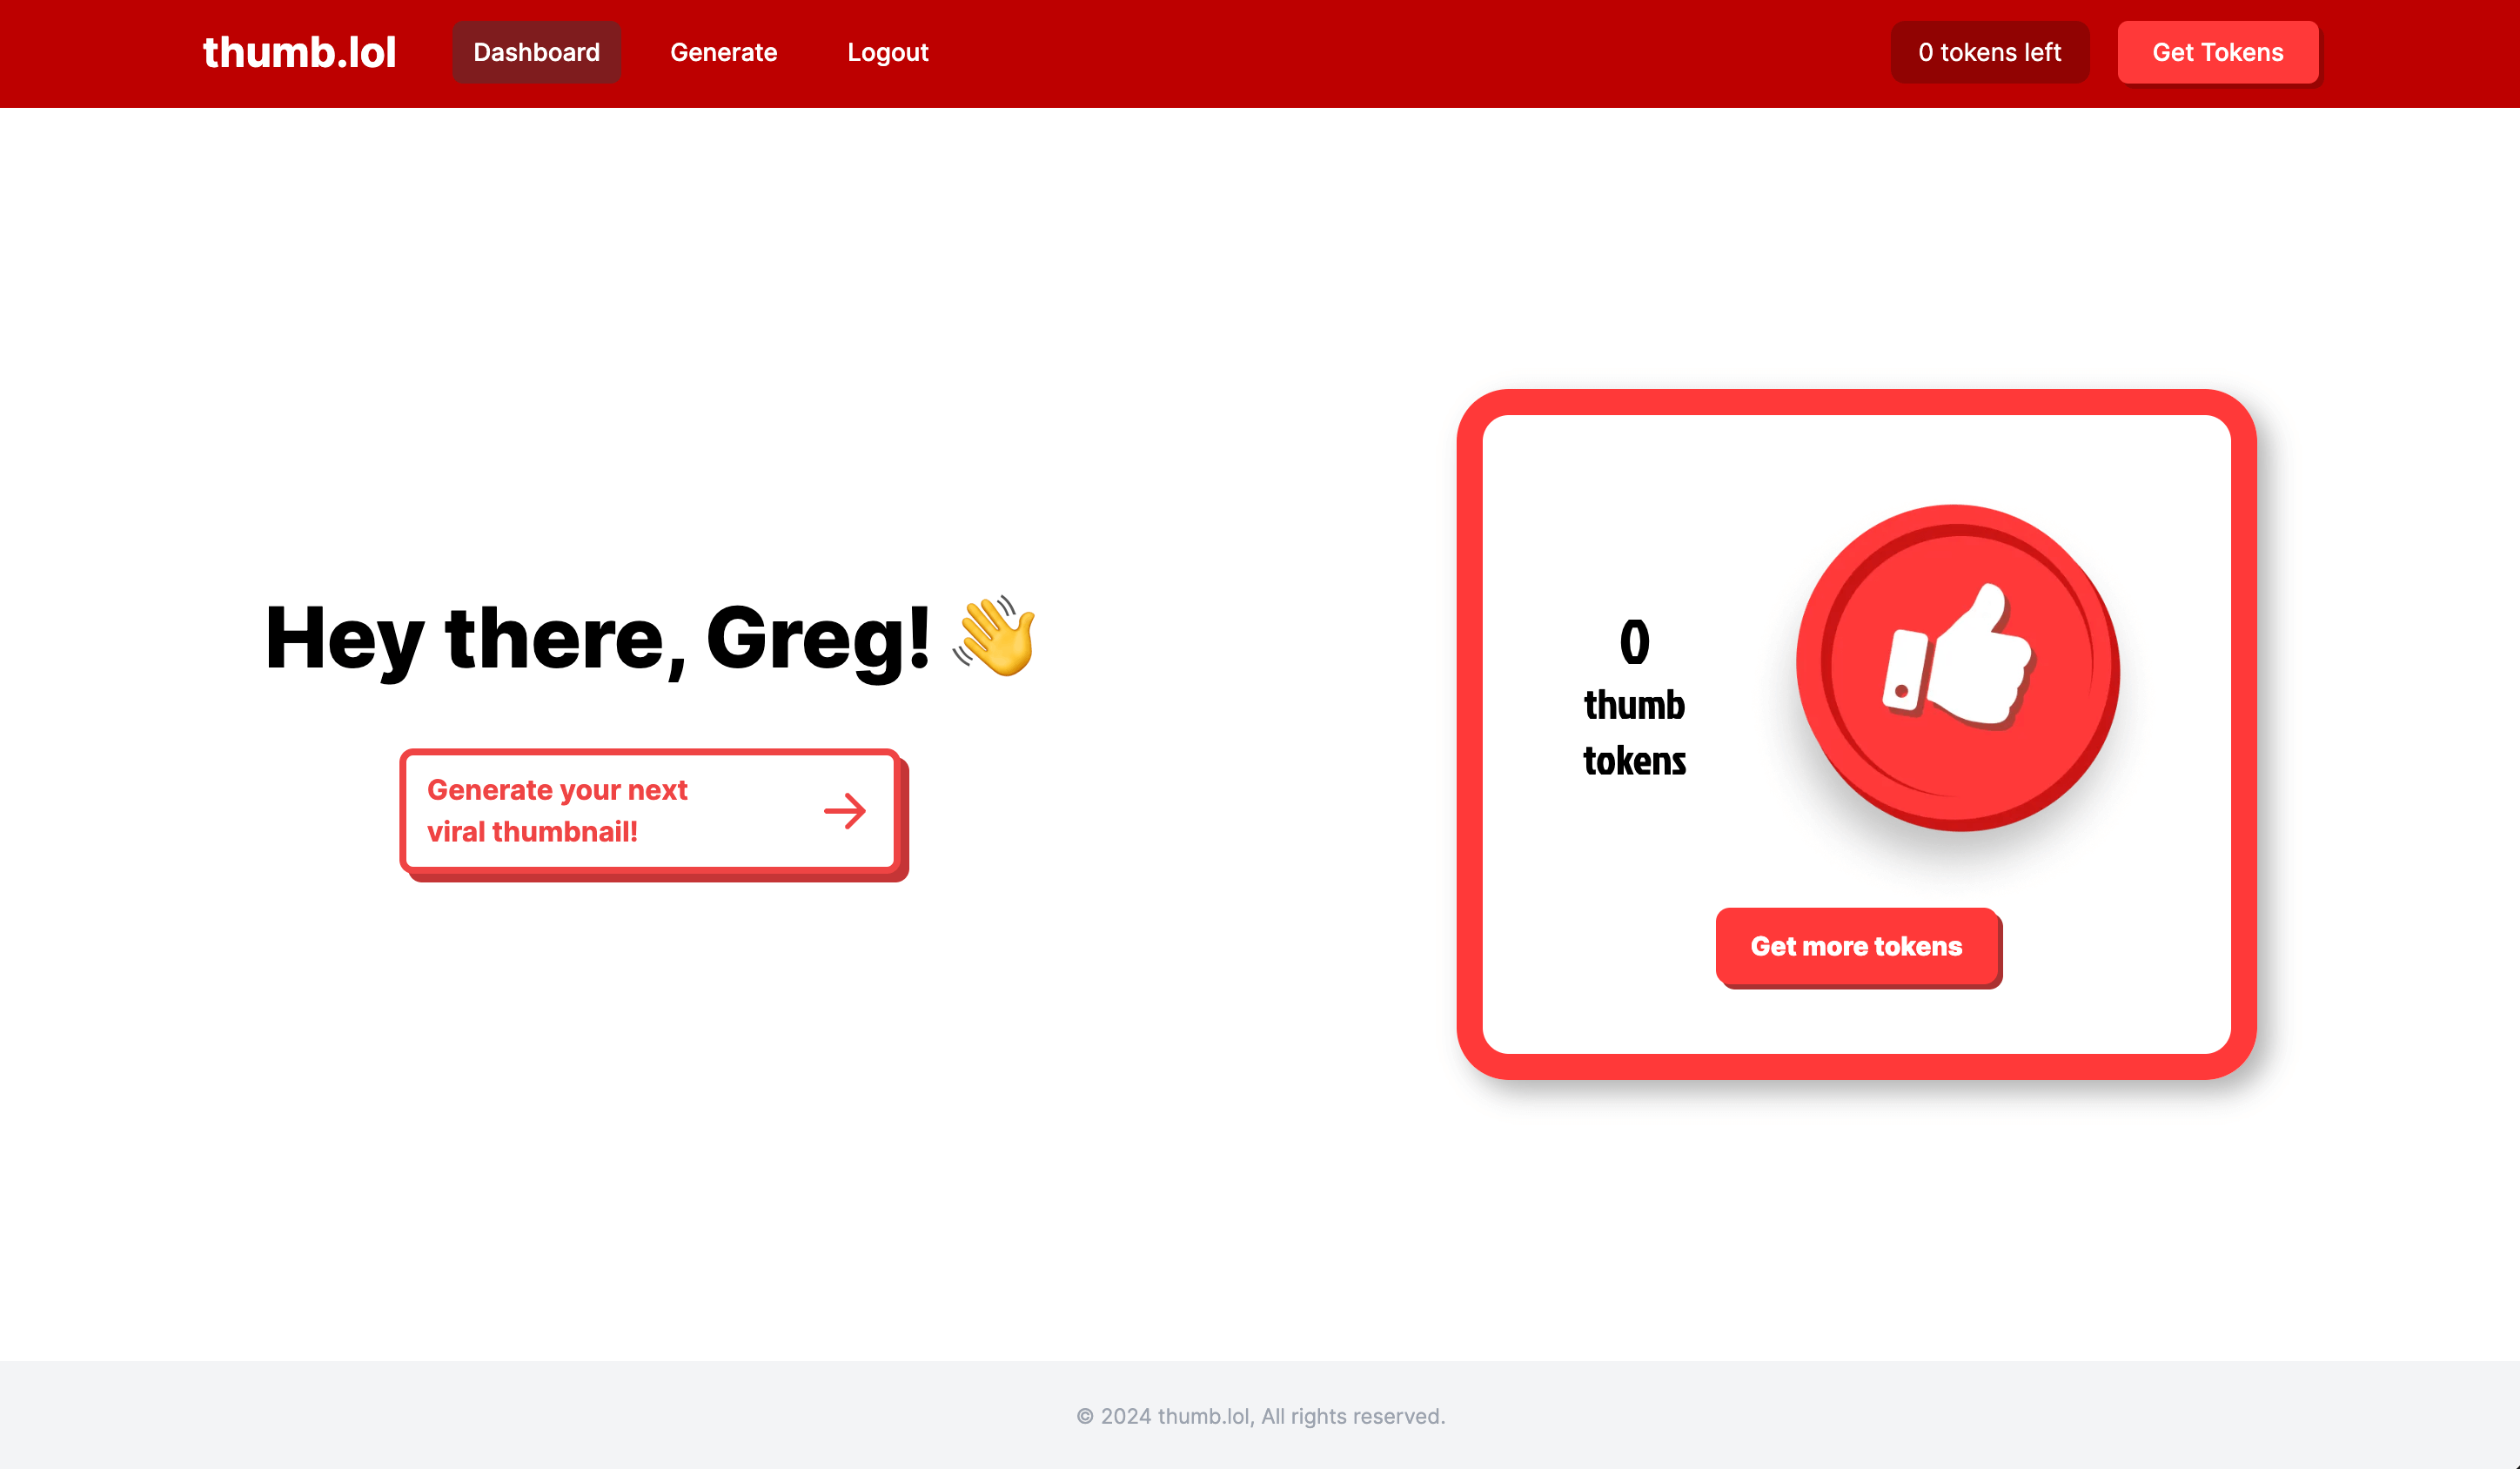 thumb.lol
Dashboard
Generate
Logout
0 tokens left
Get Tokens
Hey there, Greg! 👋
Generate your next
viral thumbnail!
0
thumb
tokens
Get more tokens
© 2024 thumb.lol, All rights reserved.